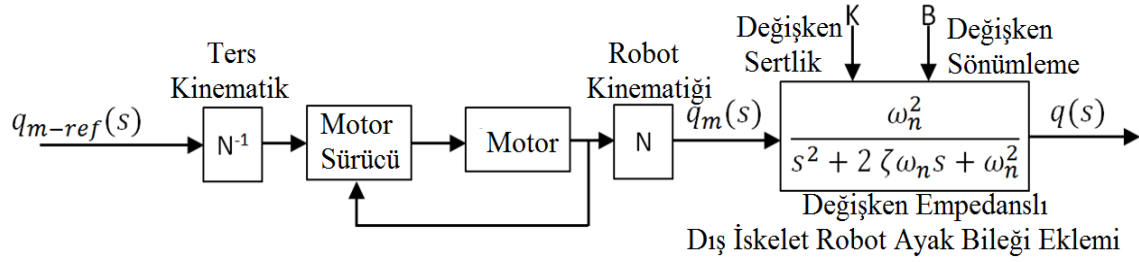 Değişken
Sertlik
K
B
Değişken
Sönümleme
Ters
Kinematik
Robot
Kinematiği
q_{m-ref}(s)
N⁻¹
Motor
Sürücü
Motor
N
q_m(s)
ω_n^2
s^2 + 2 ζω_n s + ω_n^2
q(s)
Değişken Empedanslı
Dış İskelet Robot Ayak Bileği Eklemi